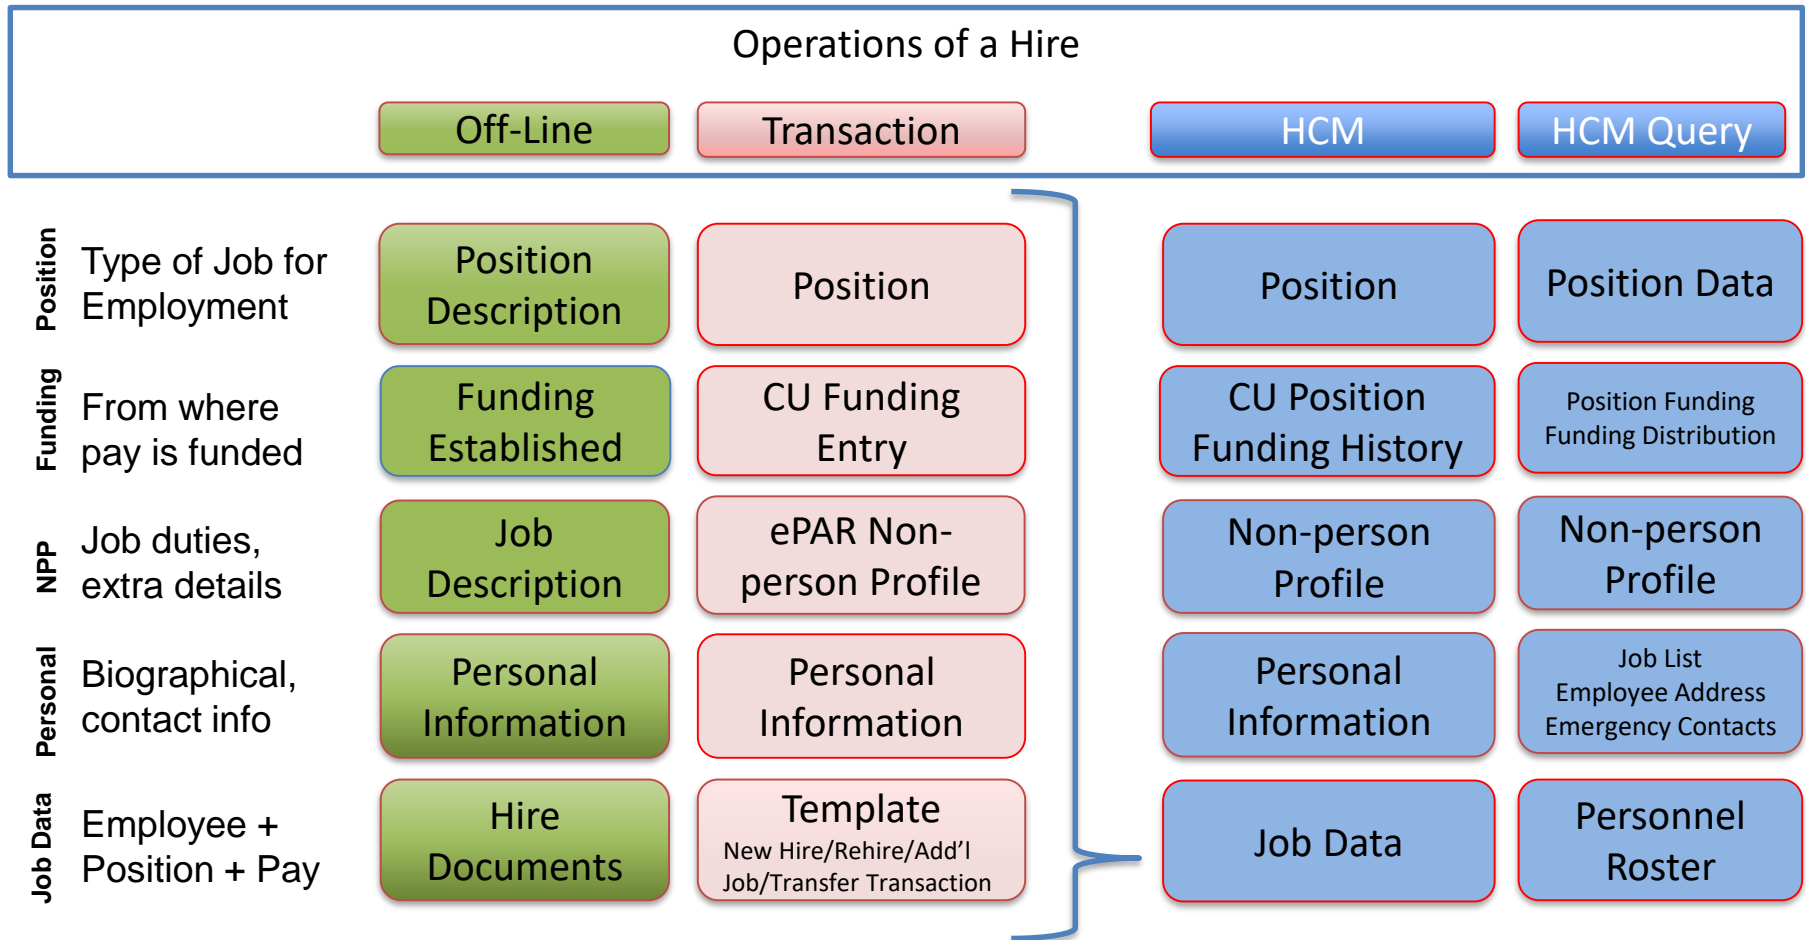 Operations of a Hire
Off-Line
Transaction
HCM
HCM Query
Position
Type of Job for
Employment
Position
Description
Position
Position
Position Data
Funding
From where
pay is funded
Funding
Established
CU Funding
Entry
CU Position
Funding History
Position Funding
Funding Distribution
NPP
Job duties,
extra details
Job
Description
ePAR Non-
person Profile
Non-person
Profile
Non-person
Profile
Personal
Biographical,
contact info
Personal
Information
Personal
Information
Personal
Information
Job List
Employee Address
Emergency Contacts
Job Data
Employee +
Position + Pay
Hire
Documents
Template
New Hire/Rehire/Add’l
Job/Transfer Transaction
Job Data
Personnel
Roster